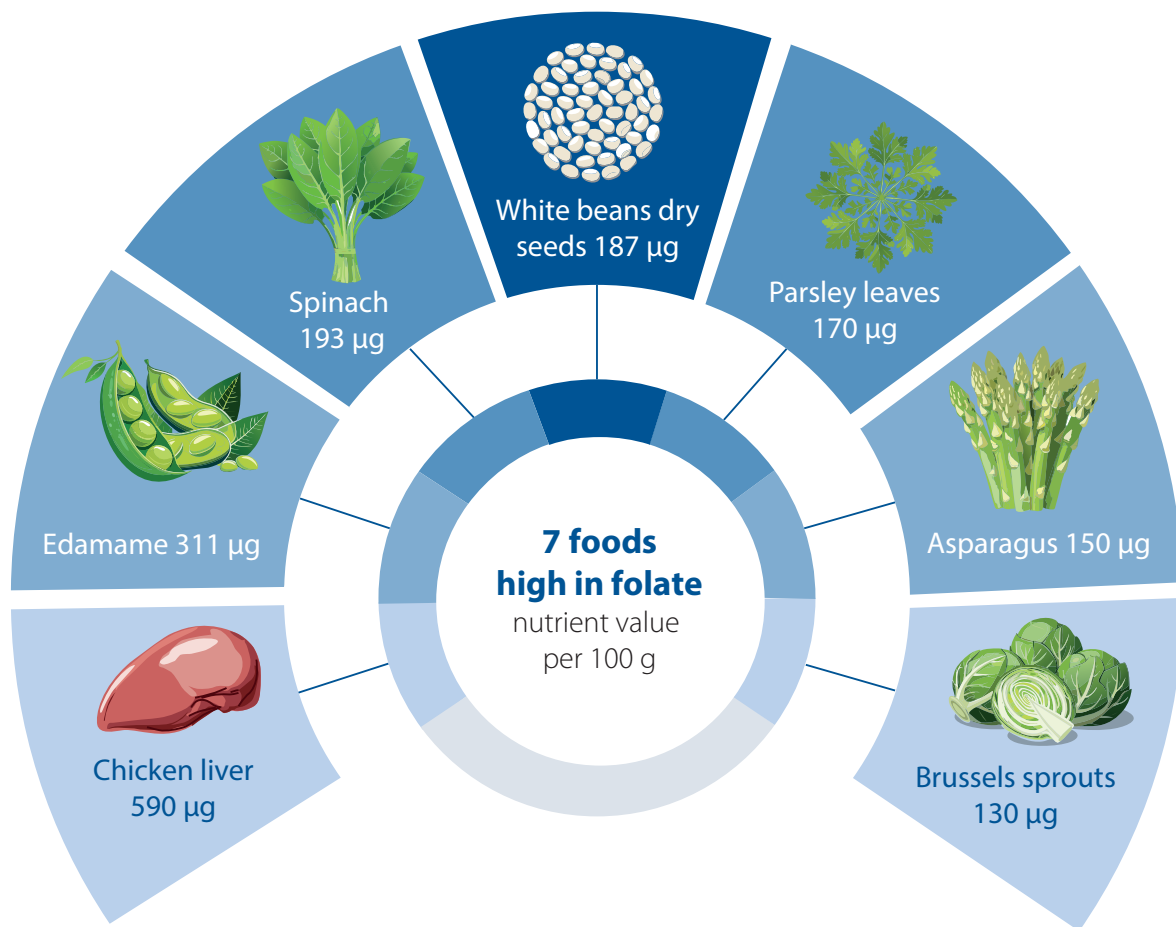 7 foods
high in folate
nutrient value
per 100 g
Chicken liver
590 µg
Edamame 311 µg
Spinach
193 µg
White beans dry
seeds 187 µg
Parsley leaves
170 µg
Asparagus 150 µg
Brussels sprouts
130 µg